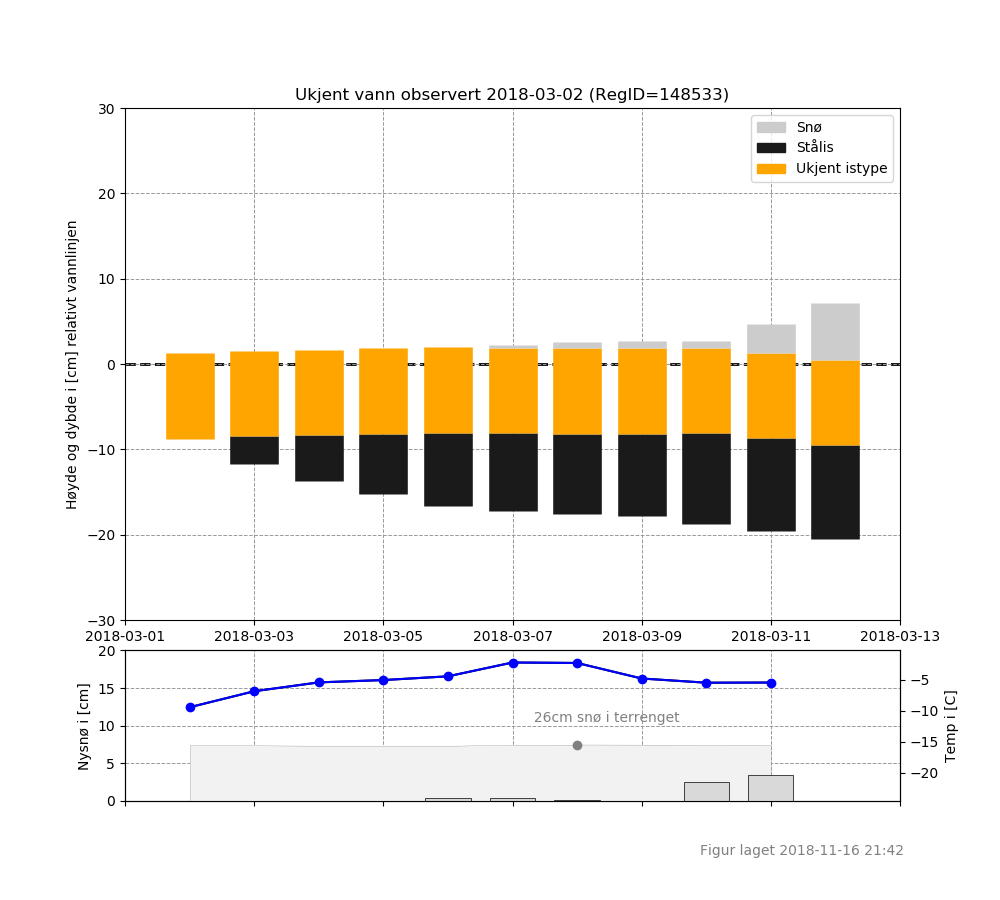 Ukjent vann observert 2018-03-02 (RegID=148533)
Snø
Stålis
Ukjent istype
Høyde og dybde i [cm] relativt vannlinjen
30
20
10
0
−10
−20
−30
2018-03-01 2018-03-03 2018-03-05 2018-03-07 2018-03-09 2018-03-11 2018-03-13
Nysnø i [cm]
20
15
10
5
0
26cm snø i terrenget
−5
−10
−15
−20
Temp i [C]
Figur laget 2018-11-16 21:42